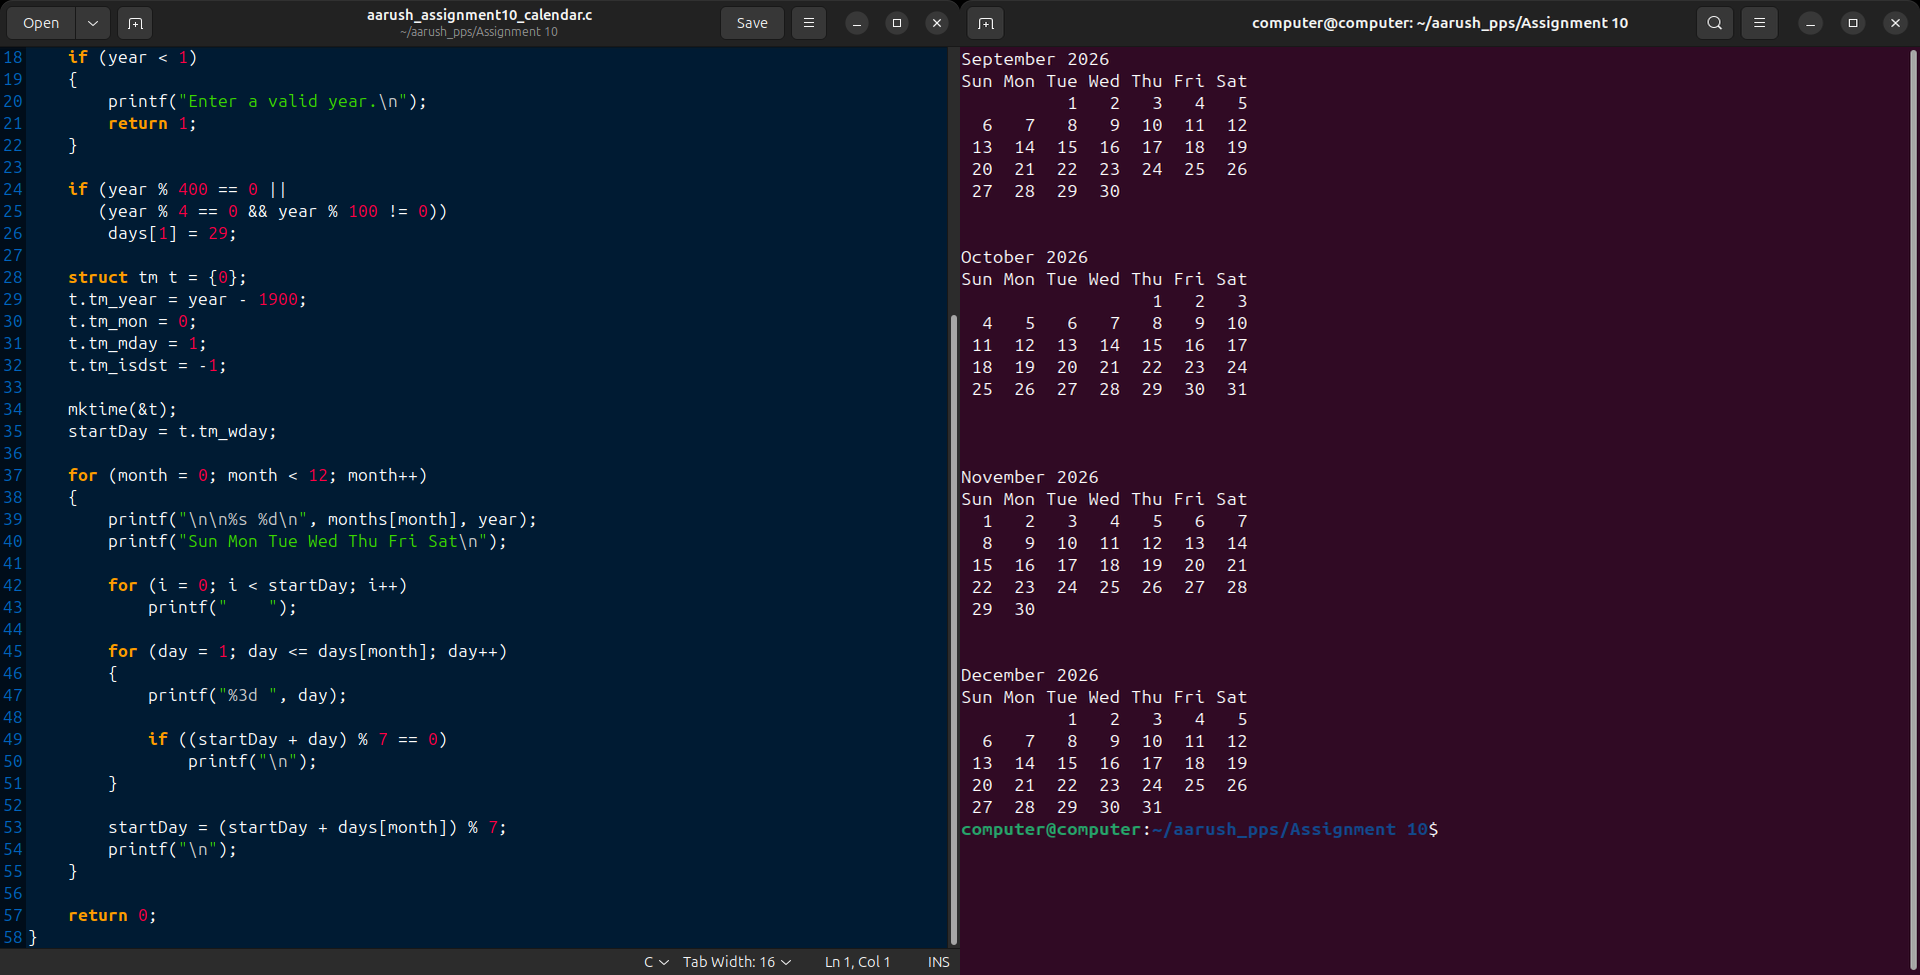 Open
aarush_assignment10_calendar.c
~/aarush_pps/Assignment 10
Save
18     if (year < 1)
19     {
20         printf("Enter a valid year.\n");
21         return 1;
22     }
23
24     if (year % 400 == 0 ||
25        (year % 4 == 0 && year % 100 != 0))
26         days[1] = 29;
27
28     struct tm t = {0};
29     t.tm_year = year - 1900;
30     t.tm_mon = 0;
31     t.tm_mday = 1;
32     t.tm_isdst = -1;
33
34     mktime(&t);
35     startDay = t.tm_wday;
36
37     for (month = 0; month < 12; month++)
38     {
39         printf("\n\n%s %d\n", months[month], year);
40         printf("Sun Mon Tue Wed Thu Fri Sat\n");
41
42         for (i = 0; i < startDay; i++)
43             printf("    ");
44
45         for (day = 1; day <= days[month]; day++)
46         {
47             printf("%3d ", day);
48
49             if ((startDay + day) % 7 == 0)
50                 printf("\n");
51         }
52
53         startDay = (startDay + days[month]) % 7;
54         printf("\n");
55     }
56
57     return 0;
58 }
C
Tab Width: 16
Ln 1, Col 1
INS
computer@computer: ~/aarush_pps/Assignment 10
September 2026
Sun Mon Tue Wed Thu Fri Sat
          1   2   3   4   5
  6   7   8   9  10  11  12
 13  14  15  16  17  18  19
 20  21  22  23  24  25  26
 27  28  29  30
October 2026
Sun Mon Tue Wed Thu Fri Sat
                  1   2   3
  4   5   6   7   8   9  10
 11  12  13  14  15  16  17
 18  19  20  21  22  23  24
 25  26  27  28  29  30  31
November 2026
Sun Mon Tue Wed Thu Fri Sat
  1   2   3   4   5   6   7
  8   9  10  11  12  13  14
 15  16  17  18  19  20  21
 22  23  24  25  26  27  28
 29  30
December 2026
Sun Mon Tue Wed Thu Fri Sat
          1   2   3   4   5
  6   7   8   9  10  11  12
 13  14  15  16  17  18  19
 20  21  22  23  24  25  26
 27  28  29  30  31
computer@computer:~/aarush_pps/Assignment 10$